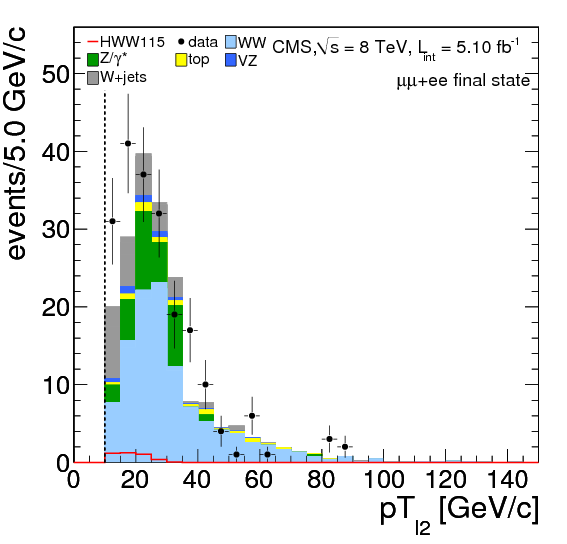 HWW115 data WW CMS,√s = 8 TeV, L_int = 5.10 fb⁻¹
Z/γ* top VZ
W+jets μμ+ee final state
events/5.0 GeV/c
50
40
30
20
10
0
0 20 40 60 80 100 120 140
pT_l2 [GeV/c]